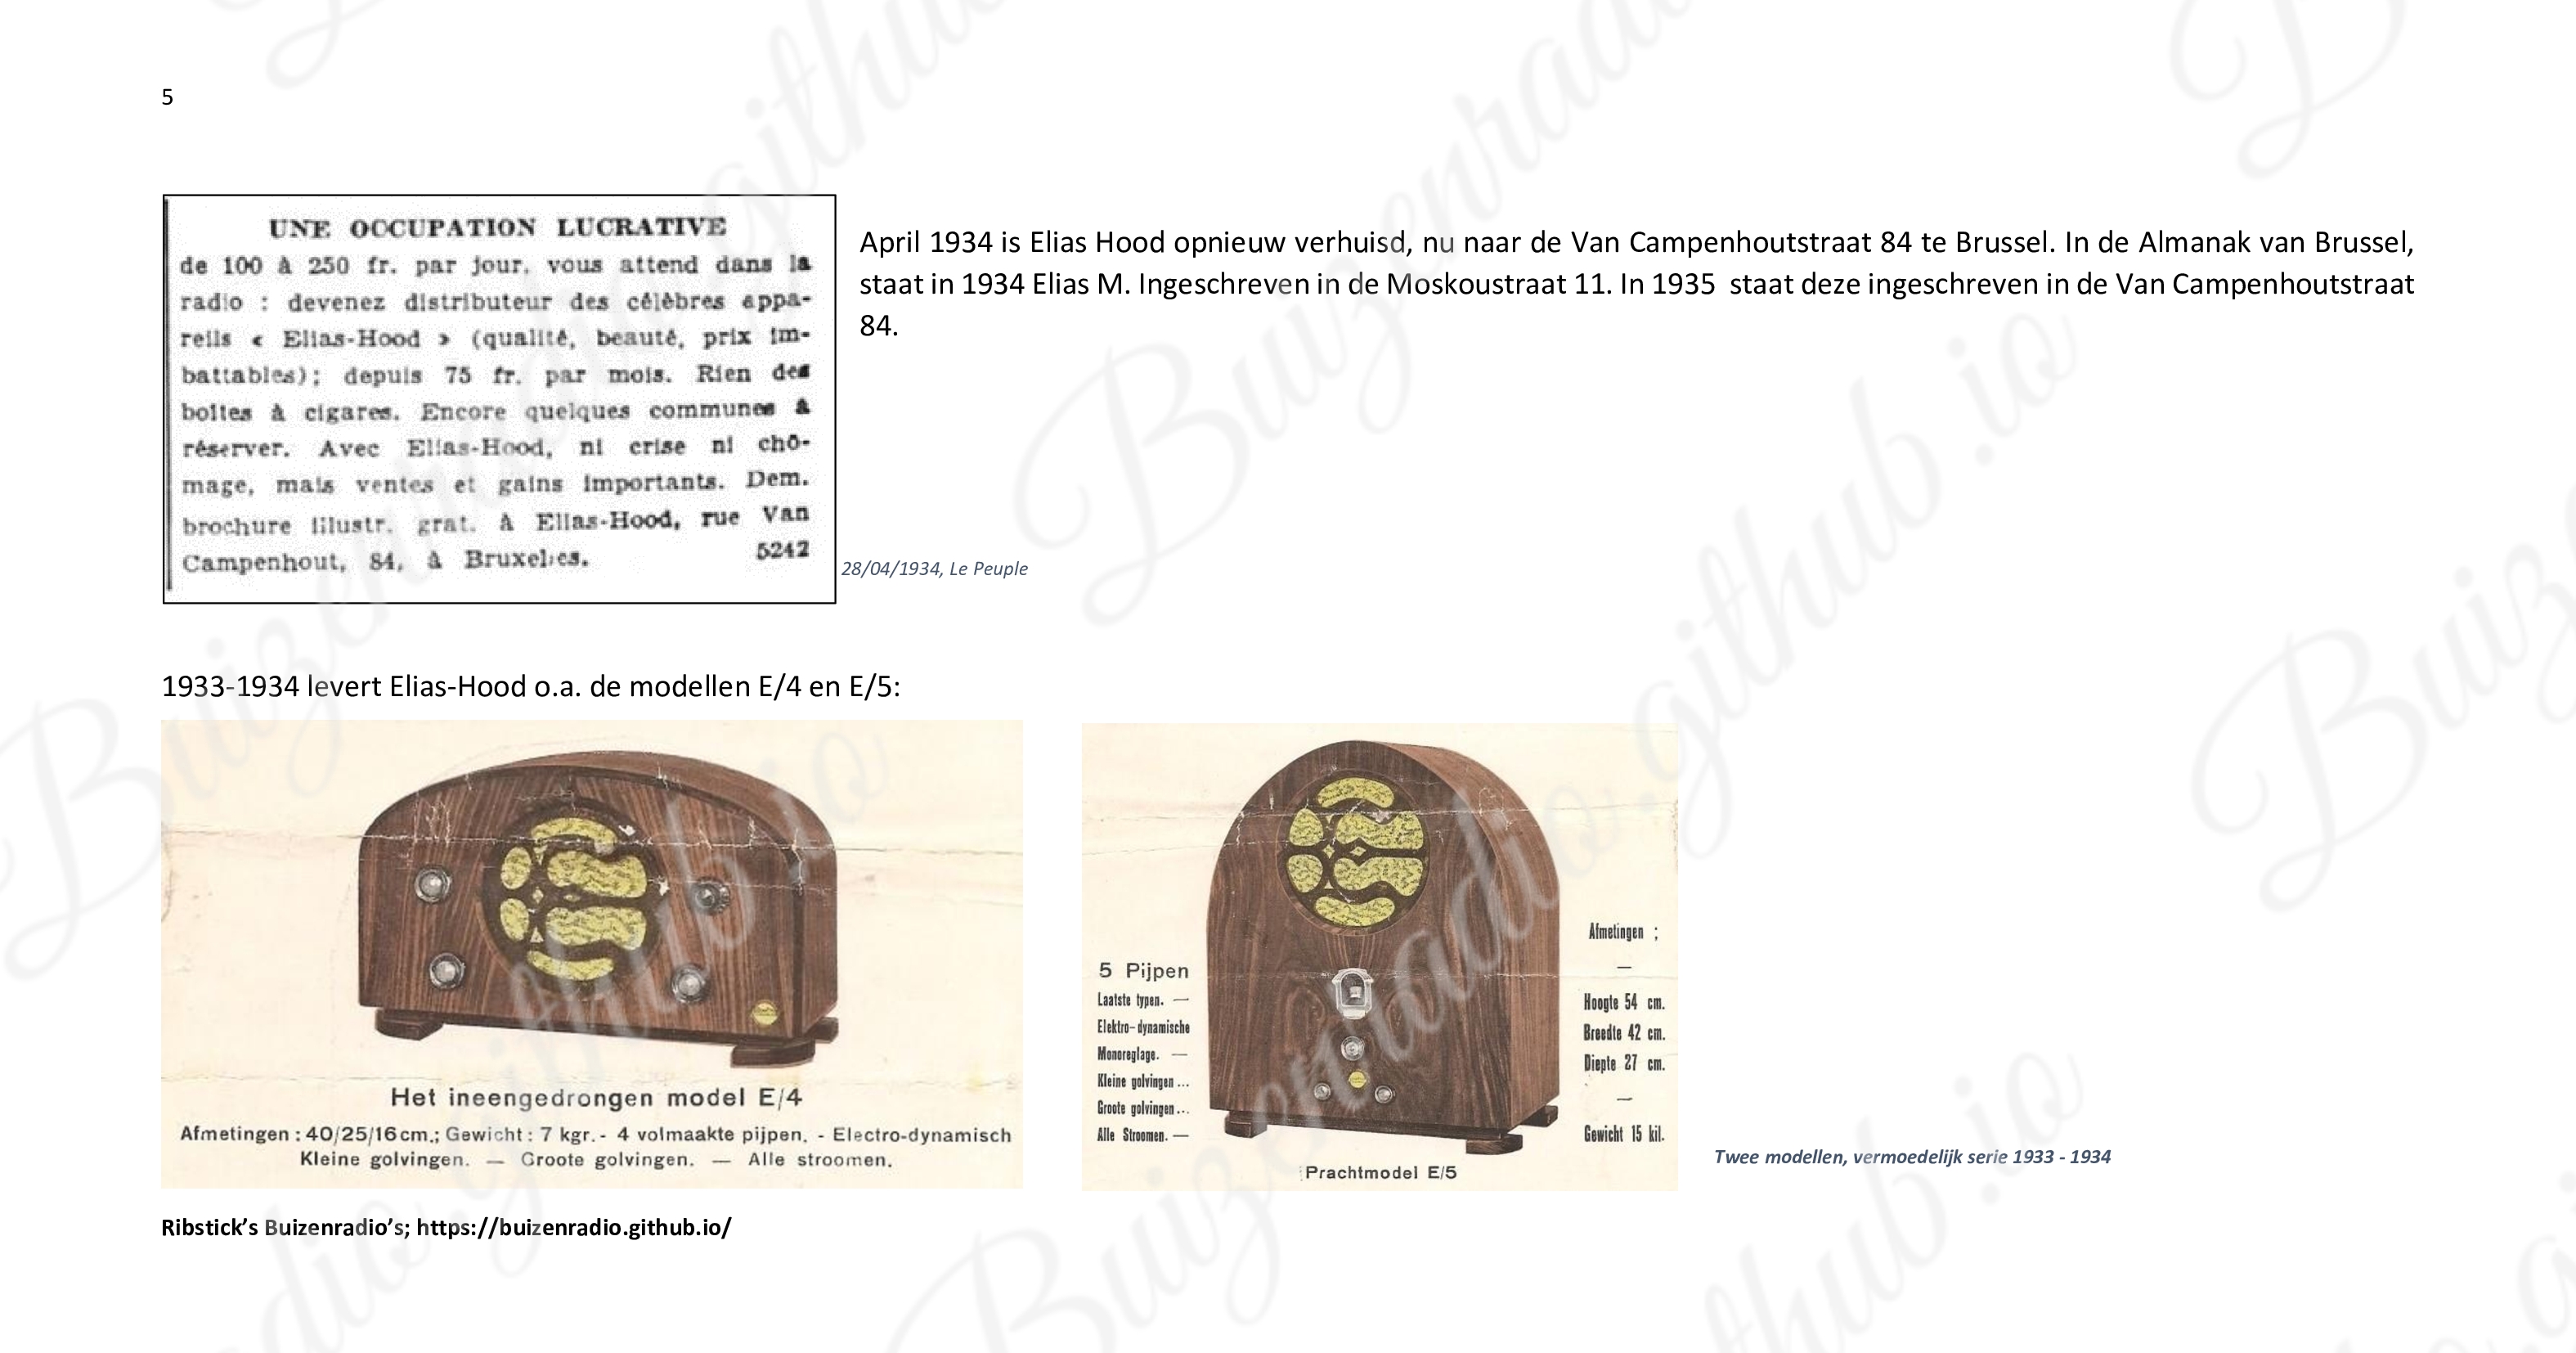 5
UNE OCCUPATION LUCRATIVE
de 100 à 250 fr. par jour, vous attend dans la
radio : devenez distributeur des célèbres appa-
reils « Elias-Hood » (qualité, beauté, prix im-
battables) ; depuis 75 fr. par mois. Rien des
boîtes à cigares. Encore quelques communes à
réserver. Avec Elias-Hood, ni crise ni chô-
mage, mais ventes et gains importants. Dem.
brochure illustr. grat. à Elias-Hood, rue Van
Campenhout, 84, à Bruxelles. 5242
28/04/1934, Le Peuple
April 1934 is Elias Hood opnieuw verhuisd, nu naar de Van Campenhoutstraat 84 te Brussel. In de Almanak van Brussel,
staat in 1934 Elias M. Ingeschreven in de Moskoustraat 11. In 1935 staat deze ingeschreven in de Van Campenhoutstraat
84.
1933-1934 levert Elias-Hood o.a. de modellen E/4 en E/5:
Het ineengedrongen model E/4
Afmetingen : 40/25/16 cm.; Gewicht : 7 kgr. - 4 volmaakte pijpen. - Electro-dynamisch
Kleine golvingen. — Groote golvingen. — Alle stroomen.
5 Pijpen
Laatste typen. —
Elektro-dynamische
Monoreglage. —
Kleine golvingen ...
Groote golvingen ...
Alle Stroomen. —
Afmetingen ;
—
Hoogte 54 cm.
Breedte 42 cm.
Diepte 27 cm.
—
Gewicht 15 kil.
Prachtmodel E/5
Twee modellen, vermoedelijk serie 1933 - 1934
Ribstick’s Buizenradio’s; https://buizenradio.github.io/
Buizenradio.github.io